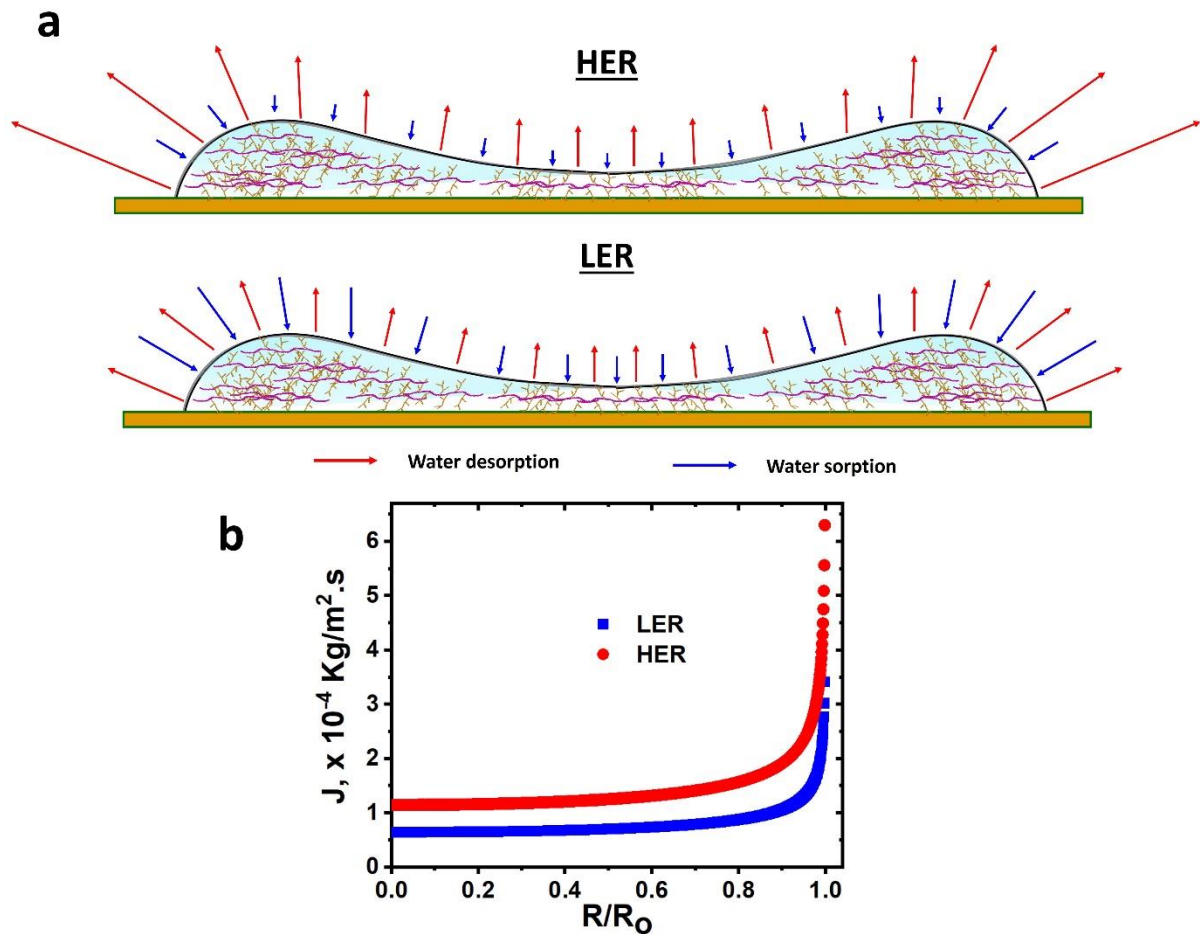 a
HER
LER
Water desorption
Water sorption
b
6
5
4
3
2
1
0
J, x 10⁻⁴ Kg/m².s
LER
HER
0.0 0.2 0.4 0.6 0.8 1.0
R/R₀